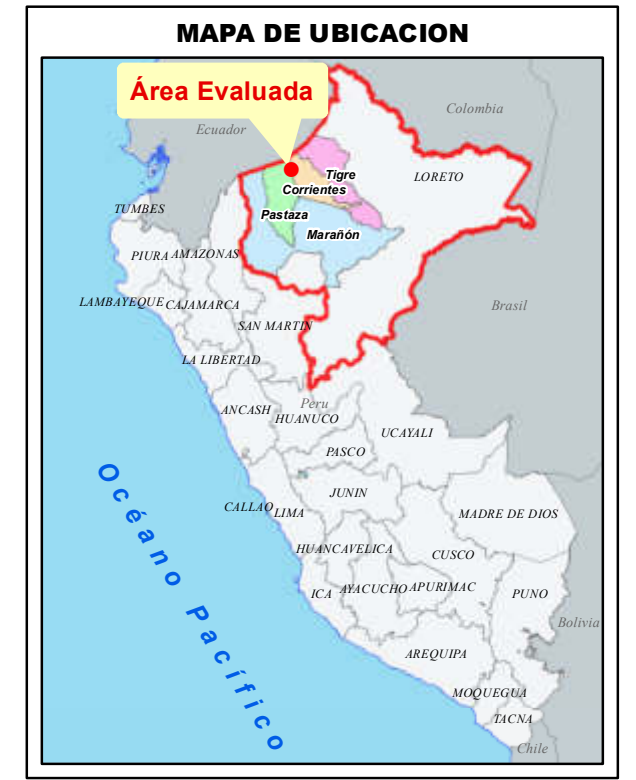 MAPA DE UBICACION
Área Evaluada
Colombia
Ecuador
Tigre
LORETO
Corrientes
TUMBES
Pastaza
Marañón
PIURA
AMAZONAS
LAMBAYEQUE
CAJAMARCA
Brasil
SAN MARTIN
LA LIBERTAD
Peru
ANCASH
HUANUCO
UCAYALI
PASCO
Océano Pacífico
JUNIN
CALLAO
LIMA
MADRE DE DIOS
HUANCAVELICA
CUSCO
ICA
AYACUCHO
APURIMAC
PUNO
Bolivia
AREQUIPA
MOQUEGUA
TACNA
Chile